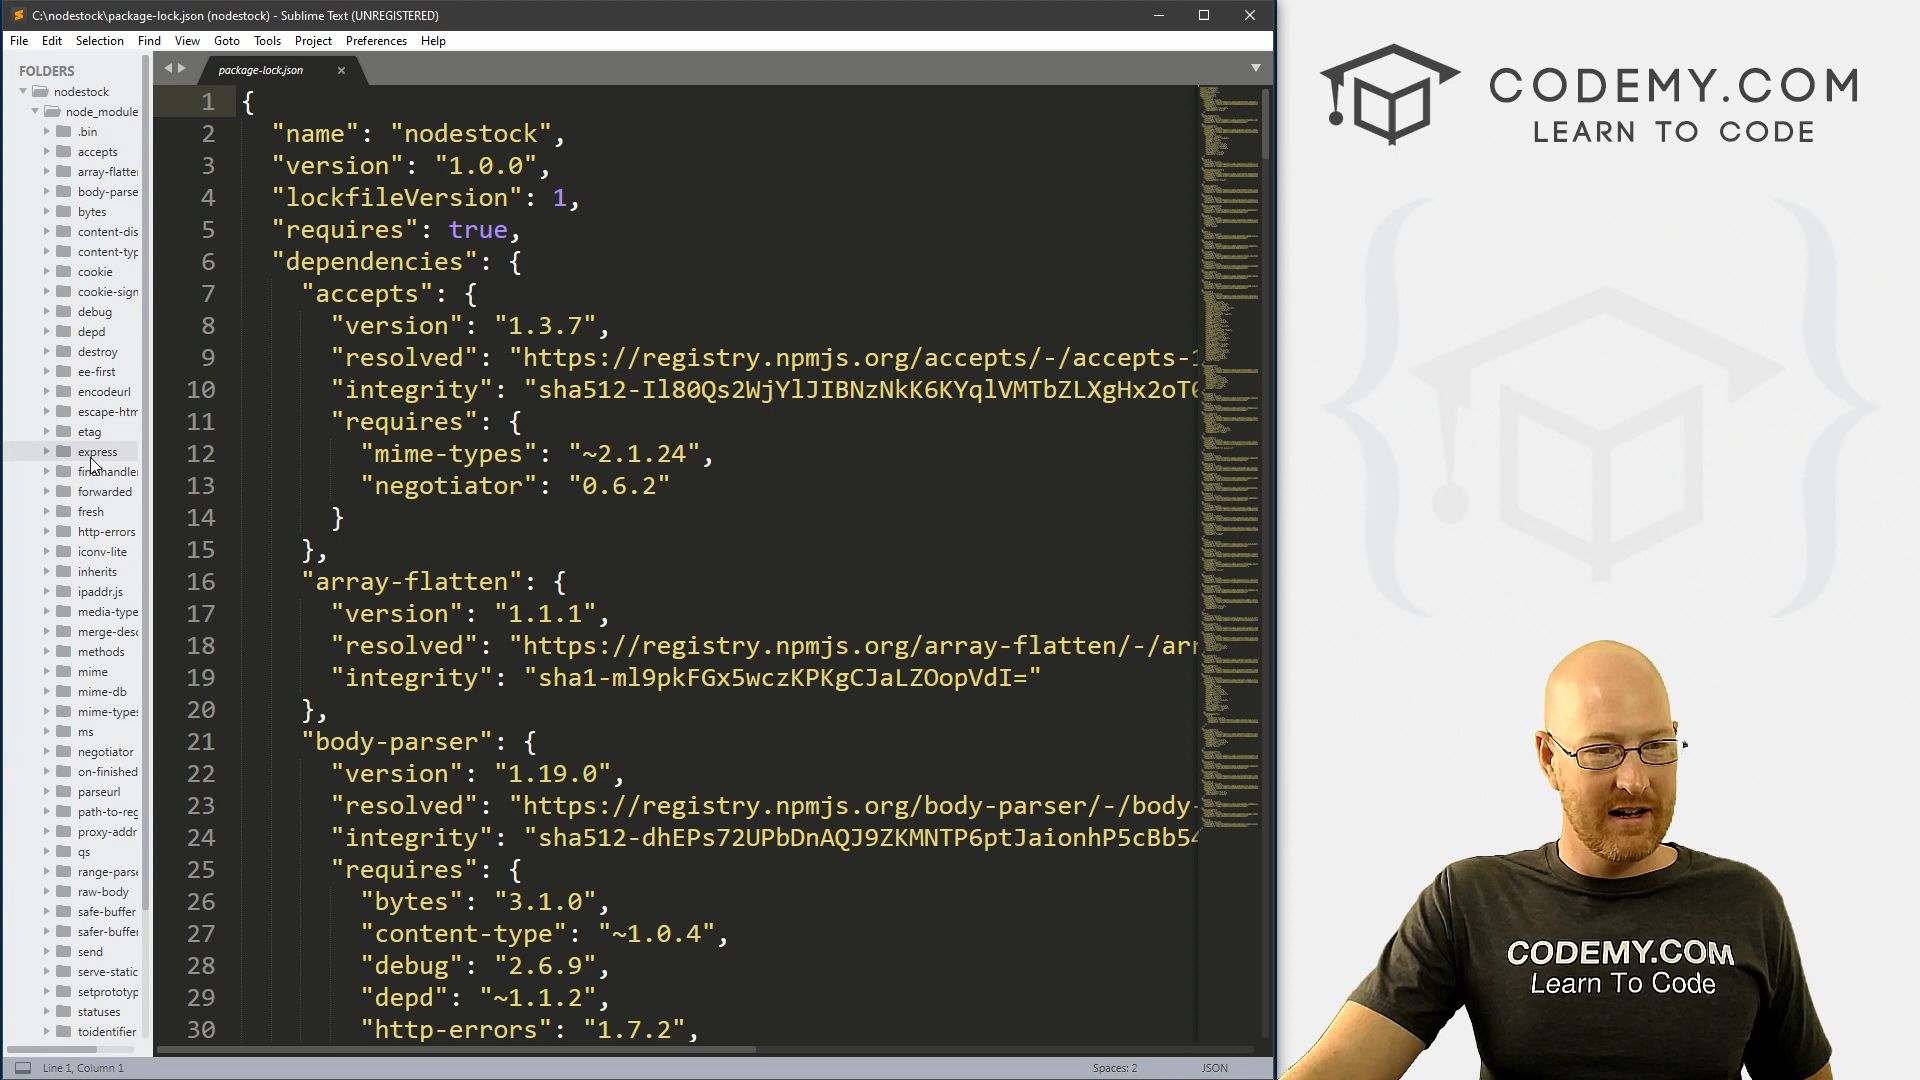 C:\nodestock\package-lock.json (nodestock) - Sublime Text (UNREGISTERED)
File Edit Selection Find View Goto Tools Project Preferences Help
FOLDERS
nodestock
node_module
.bin
accepts
array-flatte
body-parse
bytes
content-dis
content-typ
cookie
cookie-sign
debug
depd
destroy
ee-first
encodeurl
escape-htm
etag
express
finalhandler
forwarded
fresh
http-errors
iconv-lite
inherits
ipaddr.js
media-type
merge-desc
methods
mime
mime-db
mime-types
ms
negotiator
on-finished
parseurl
path-to-reg
proxy-addr
qs
range-parse
raw-body
safe-buffer
safer-buffer
send
serve-static
setprototyp
statuses
toidentifier
package-lock.json
1 {
2 "name": "nodestock",
3 "version": "1.0.0",
4 "lockfileVersion": 1,
5 "requires": true,
6 "dependencies": {
7 "accepts": {
8 "version": "1.3.7",
9 "resolved": "https://registry.npmjs.org/accepts/-/accepts-1
10 "integrity": "sha512-Il80Qs2WjYlJIBNzNkK6KYqlVMTbZLXgHx2oT0
11 "requires": {
12 "mime-types": "~2.1.24",
13 "negotiator": "0.6.2"
14 }
15 },
16 "array-flatten": {
17 "version": "1.1.1",
18 "resolved": "https://registry.npmjs.org/array-flatten/-/arr
19 "integrity": "sha1-ml9pkFGx5wczKPKgCJaLZOopVdI="
20 },
21 "body-parser": {
22 "version": "1.19.0",
23 "resolved": "https://registry.npmjs.org/body-parser/-/body-
24 "integrity": "sha512-dhEPs72UPbDnAQJ9ZKMNTP6ptJaionhP5cBb54
25 "requires": {
26 "bytes": "3.1.0",
27 "content-type": "~1.0.4",
28 "debug": "2.6.9",
29 "depd": "~1.1.2",
30 "http-errors": "1.7.2",
Line 1, Column 1
Spaces: 2
JSON
CODEMY.COM
LEARN TO CODE
CODEMY.COM
Learn To Code